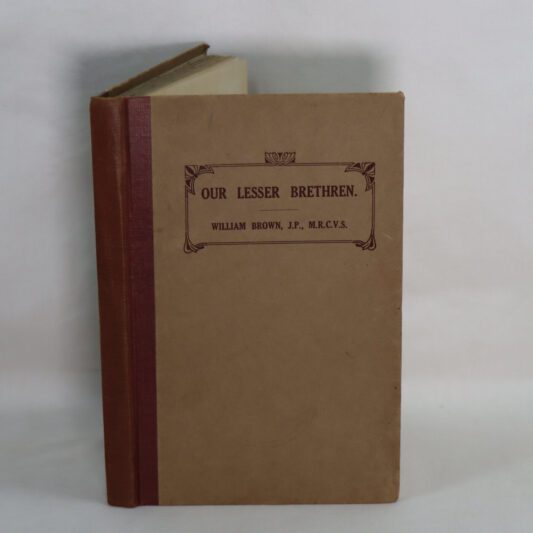 OUR LESSER BRETHREN.
WILLIAM BROWN, J.P., M.R.C.V.S.